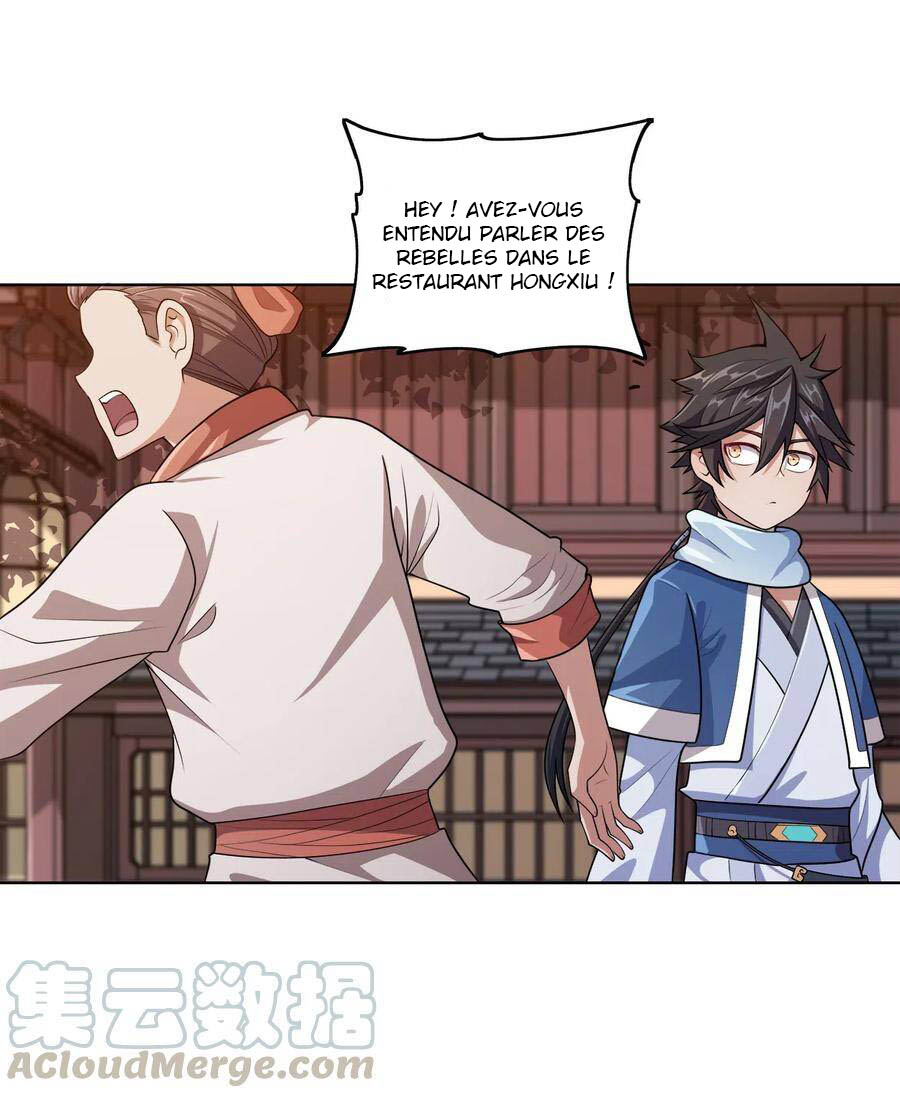 HEY ! AVEZ-VOUS
ENTENDU PARLER DES
REBELLES DANS LE
RESTAURANT HONGXIU !
集云数据
ACloudMerge.com